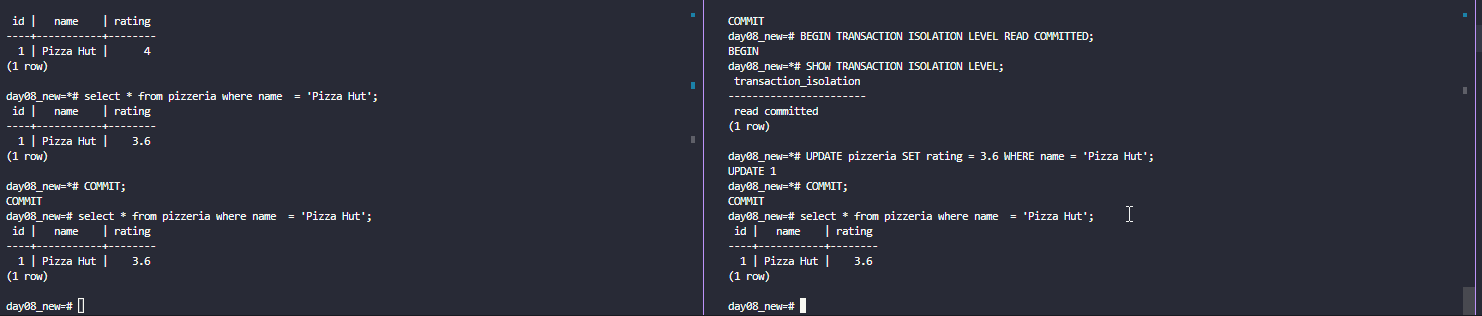 id |   name    | rating
----+-----------+--------
  1 | Pizza Hut |      4
(1 row)

day08_new=*# select * from pizzeria where name  = 'Pizza Hut';
 id |   name    | rating
----+-----------+--------
  1 | Pizza Hut |    3.6
(1 row)

day08_new=*# COMMIT;
COMMIT
day08_new=# select * from pizzeria where name  = 'Pizza Hut';
 id |   name    | rating
----+-----------+--------
  1 | Pizza Hut |    3.6
(1 row)

day08_new=#
COMMIT
day08_new=# BEGIN TRANSACTION ISOLATION LEVEL READ COMMITTED;
BEGIN
day08_new=*# SHOW TRANSACTION ISOLATION LEVEL;
 transaction_isolation
-----------------------
 read committed
(1 row)

day08_new=*# UPDATE pizzeria SET rating = 3.6 WHERE name = 'Pizza Hut';
UPDATE 1
day08_new=*# COMMIT;
COMMIT
day08_new=# select * from pizzeria where name  = 'Pizza Hut';
 id |   name    | rating
----+-----------+--------
  1 | Pizza Hut |    3.6
(1 row)

day08_new=#